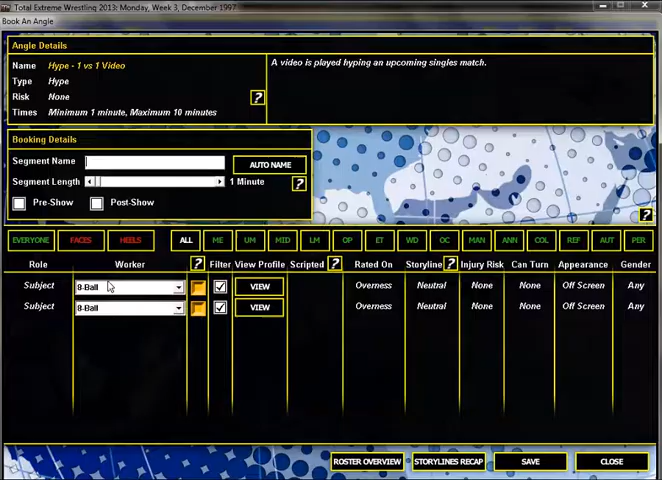 Total Extreme Wrestling 2013: Monday, Week 3, December 1997
Book An Angle
Angle Details
Name Hype - 1 vs 1 Video
Type Hype
Risk None
Times Minimum 1 minute, Maximum 10 minutes
?
A video is played hyping an upcoming singles match.
Booking Details
Segment Name AUTO NAME
Segment Length 1 Minute ?
Pre-Show Post-Show
?
EVERYONE FACES HEELS ALL ME UM MID LM OP ET WD OC MAN ANN COL REF AUT PER
Role Worker ? Filter View Profile Scripted ? Rated On Storyline ? Injury Risk Can Turn Appearance Gender
Subject 8-Ball VIEW Overness Neutral None None Off Screen Any
Subject 8-Ball VIEW Overness Neutral None None Off Screen Any
ROSTER OVERVIEW STORYLINES RECAP SAVE CLOSE